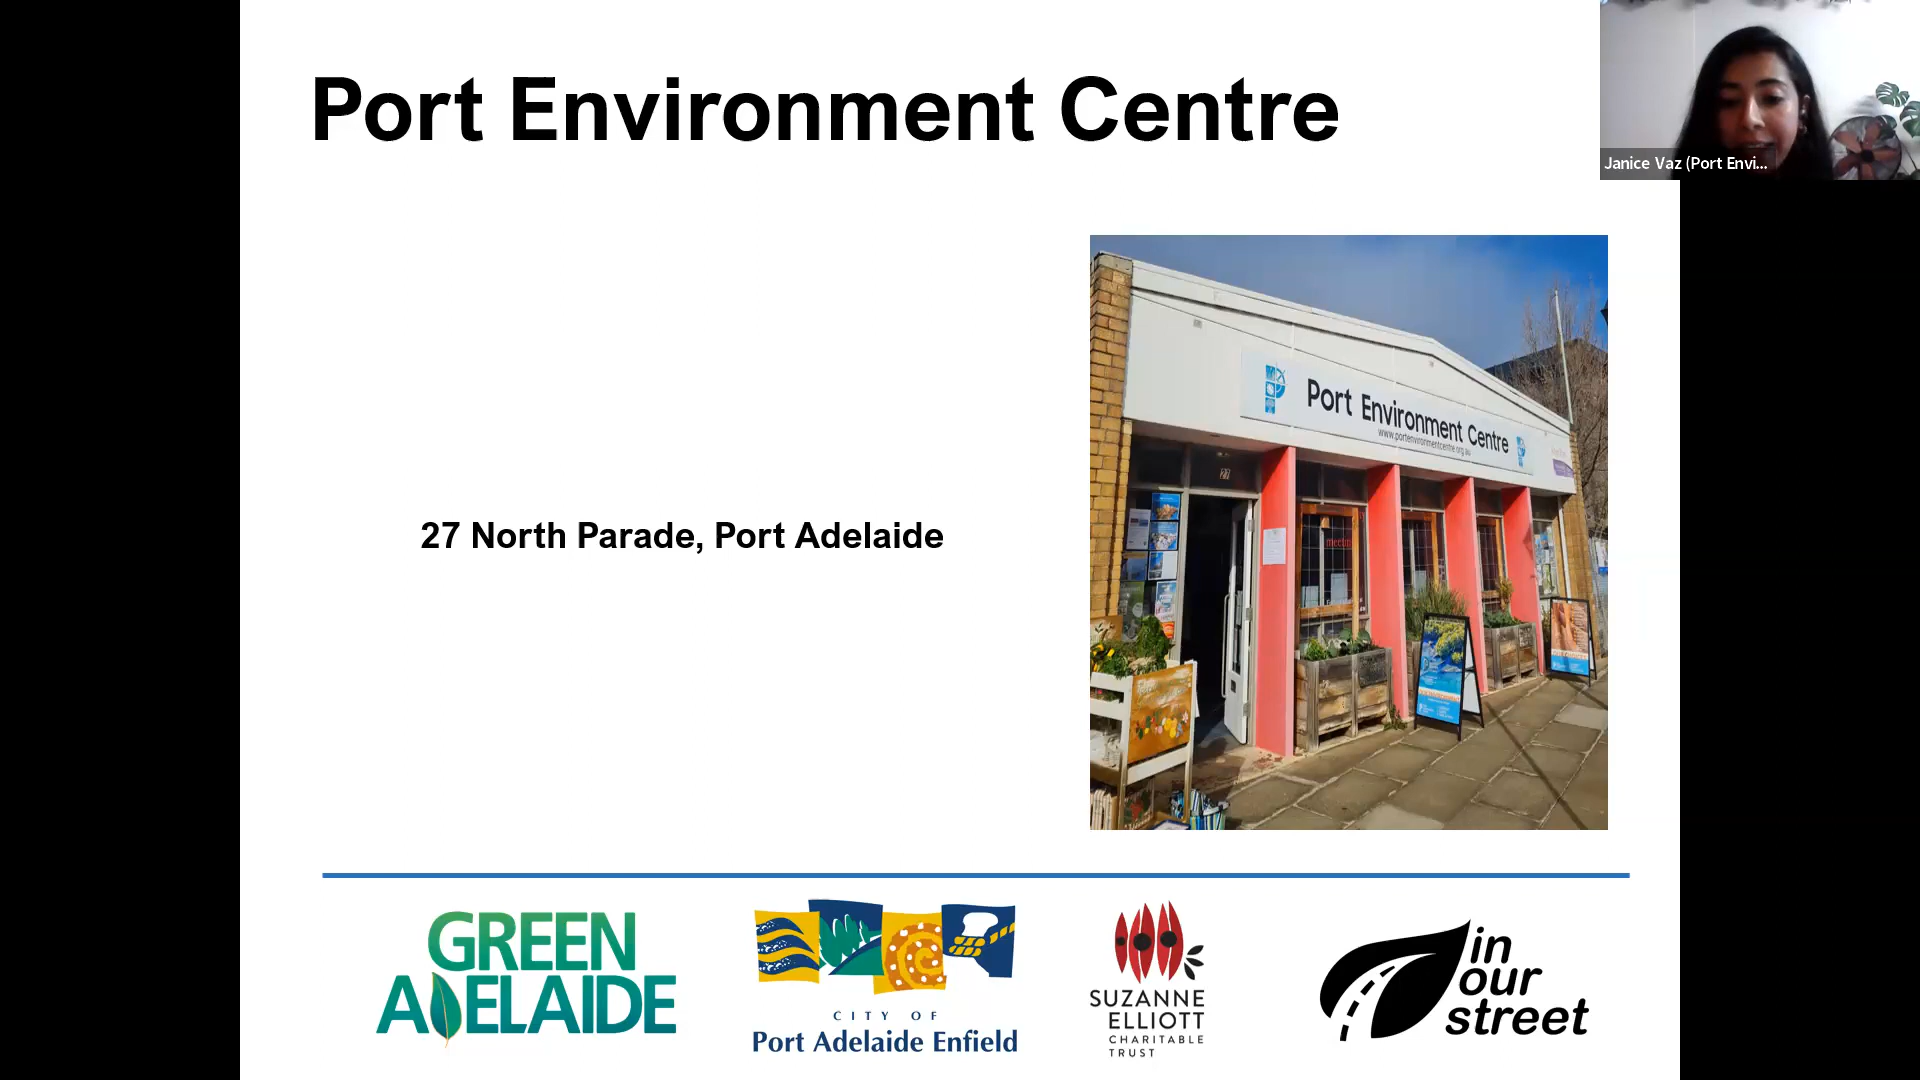 Port Environment Centre
Janice Vaz (Port Envi...
Port Environment Centre
www.portenvironmentcentre.org.au
27
27 North Parade, Port Adelaide
GREEN
ADELAIDE
CITY OF
Port Adelaide Enfield
SUZANNE
ELLIOTT
CHARITABLE
TRUST
in
our
street